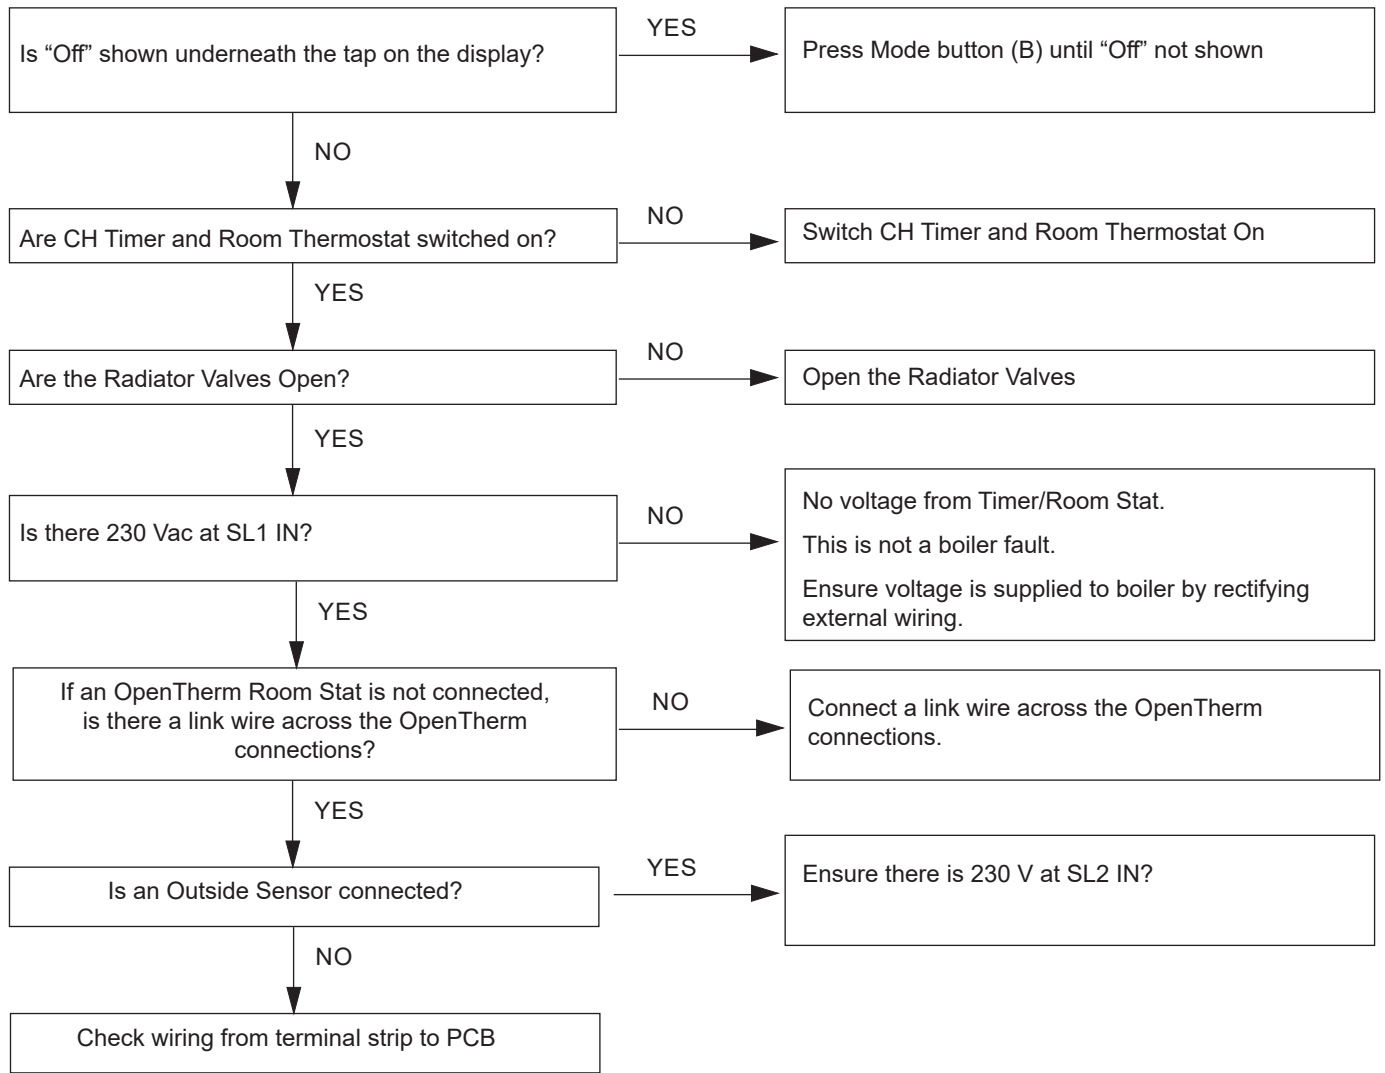 Is “Off” shown underneath the tap on the display?
YES
Press Mode button (B) until “Off” not shown
NO
Are CH Timer and Room Thermostat switched on?
NO
Switch CH Timer and Room Thermostat On
YES
Are the Radiator Valves Open?
NO
Open the Radiator Valves
YES
Is there 230 Vac at SL1 IN?
NO
No voltage from Timer/Room Stat.
This is not a boiler fault.
Ensure voltage is supplied to boiler by rectifying
external wiring.
YES
If an OpenTherm Room Stat is not connected,
is there a link wire across the OpenTherm
connections?
NO
Connect a link wire across the OpenTherm
connections.
YES
Is an Outside Sensor connected?
YES
Ensure there is 230 V at SL2 IN?
NO
Check wiring from terminal strip to PCB